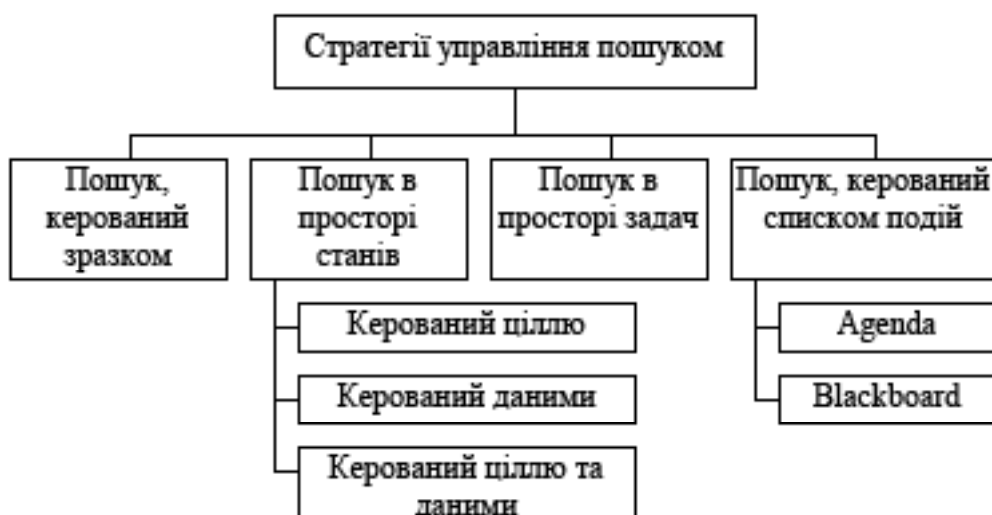 Стратегії управління пошуком
Пошук,
керований
зразком
Пошук в
просторі
станів
Пошук в
просторі задач
Пошук, керований
списком подій
Керований ціллю
Керований даними
Керований ціллю та
даними
Agenda
Blackboard